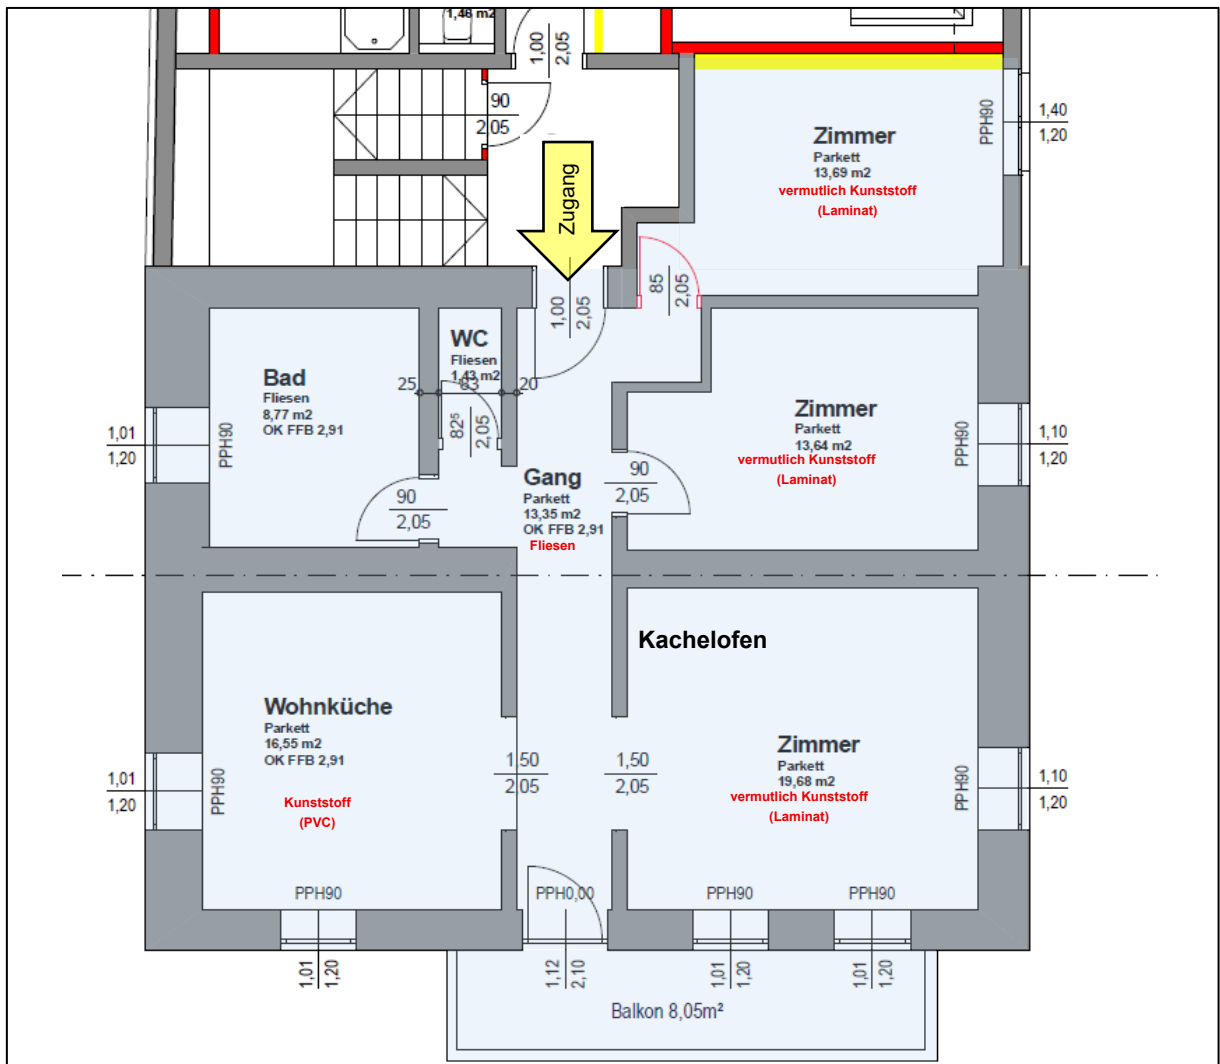 1,46 m2
1,00
2,05
90
2,05
Zugang
Zimmer
Parkett
13,69 m2
vermutlich Kunststoff
(Laminat)
PPH90
1,40
1,20
1,00
2,05
85
2,05
WC
Fliesen
1,43 m2
25
83
20
82⁵
2,05
Bad
Fliesen
8,77 m2
OK FFB 2,91
PPH90
1,01
1,20
90
2,05
Gang
Parkett
13,35 m2
OK FFB 2,91
Fliesen
90
2,05
Zimmer
Parkett
13,64 m2
vermutlich Kunststoff
(Laminat)
PPH90
1,10
1,20
Kachelofen
Wohnküche
Parkett
16,55 m2
OK FFB 2,91
Kunststoff
(PVC)
PPH90
1,01
1,20
1,50
2,05
1,50
2,05
Zimmer
Parkett
19,68 m2
vermutlich Kunststoff
(Laminat)
PPH90
1,10
1,20
PPH90
PPH0,00
PPH90
PPH90
1,01
1,20
1,12
2,10
1,01
1,20
1,01
1,20
Balkon 8,05m²